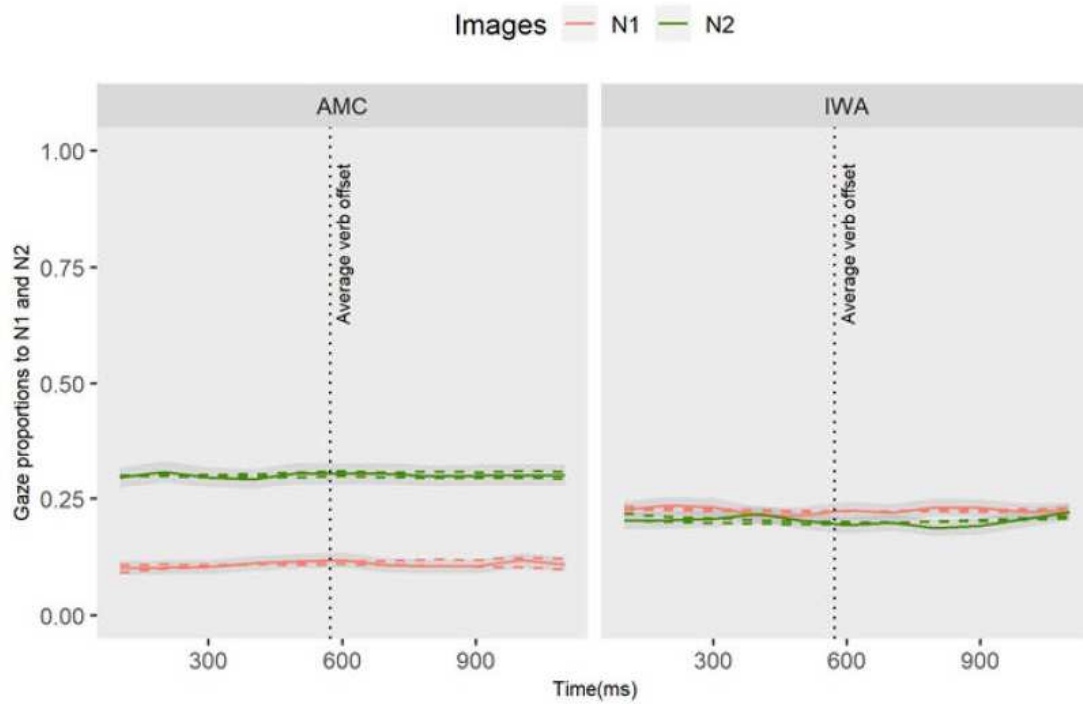 Images N1 N2
AMC IWA
Average verb offset
Average verb offset
Gaze proportions to N1 and N2
1.00
0.75
0.50
0.25
0.00
300 600 900 300 600 900
Time(ms)